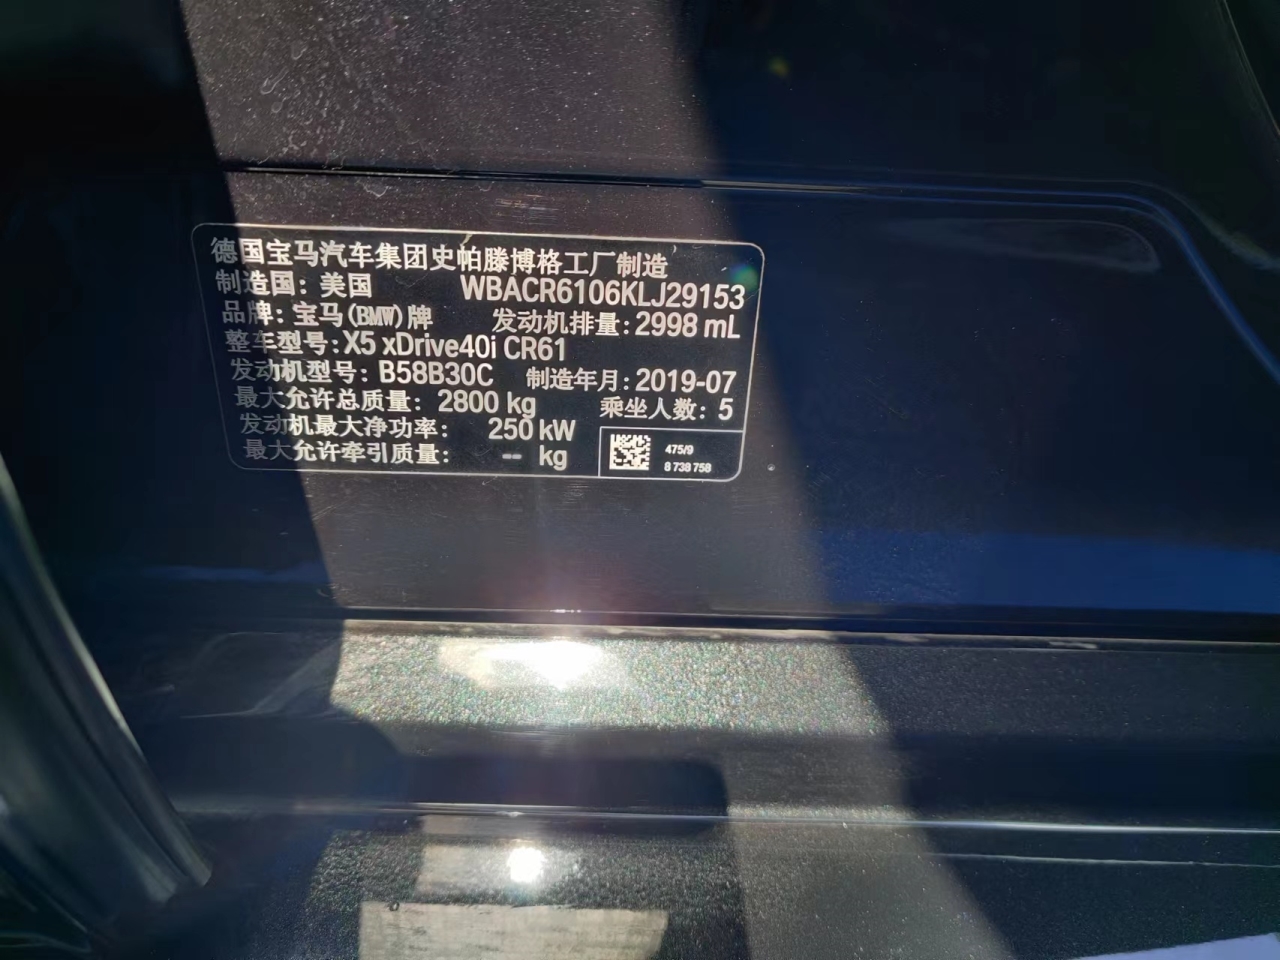 德国宝马汽车集团史帕滕博格工厂制造
制造国: 美国 WBACR6106KLJ29153
品牌: 宝马(BMW)牌 发动机排量: 2998 mL
整车型号: X5 xDrive40i CR61
发动机型号: B58B30C 制造年月: 2019-07
最大允许总质量: 2800 kg 乘坐人数: 5
发动机最大净功率: 250 kW
最大允许牵引质量: -- kg
475/9
8 738 758